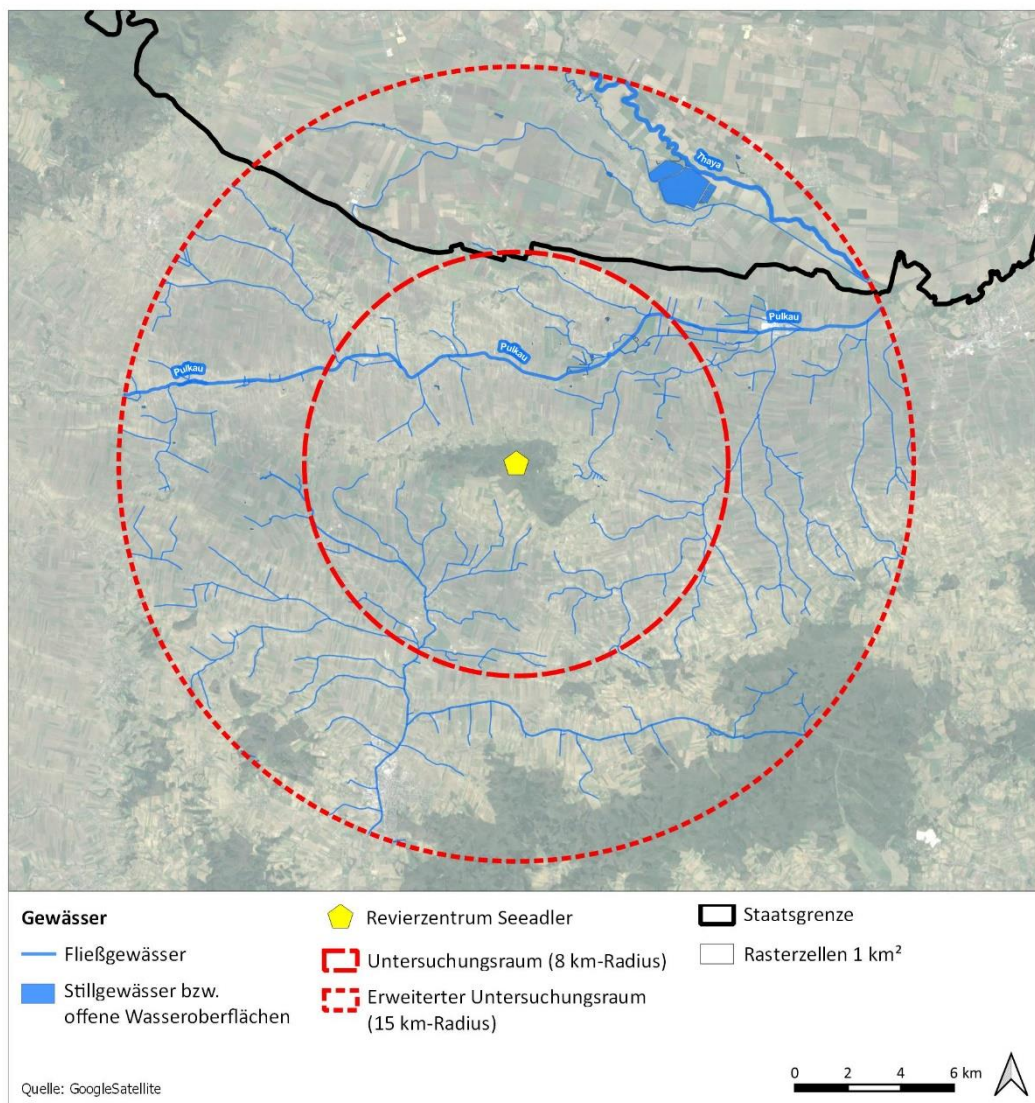 Thaya
Pulkau
Pulkau
Pulkau
Gewässer
Fließgewässer
Stillgewässer bzw.
offene Wasseroberflächen
Revierzentrum Seeadler
Untersuchungsraum (8 km-Radius)
Erweiterter Untersuchungsraum
(15 km-Radius)
Staatsgrenze
Rasterzellen 1 km²
Quelle: GoogleSatellite
0 2 4 6 km